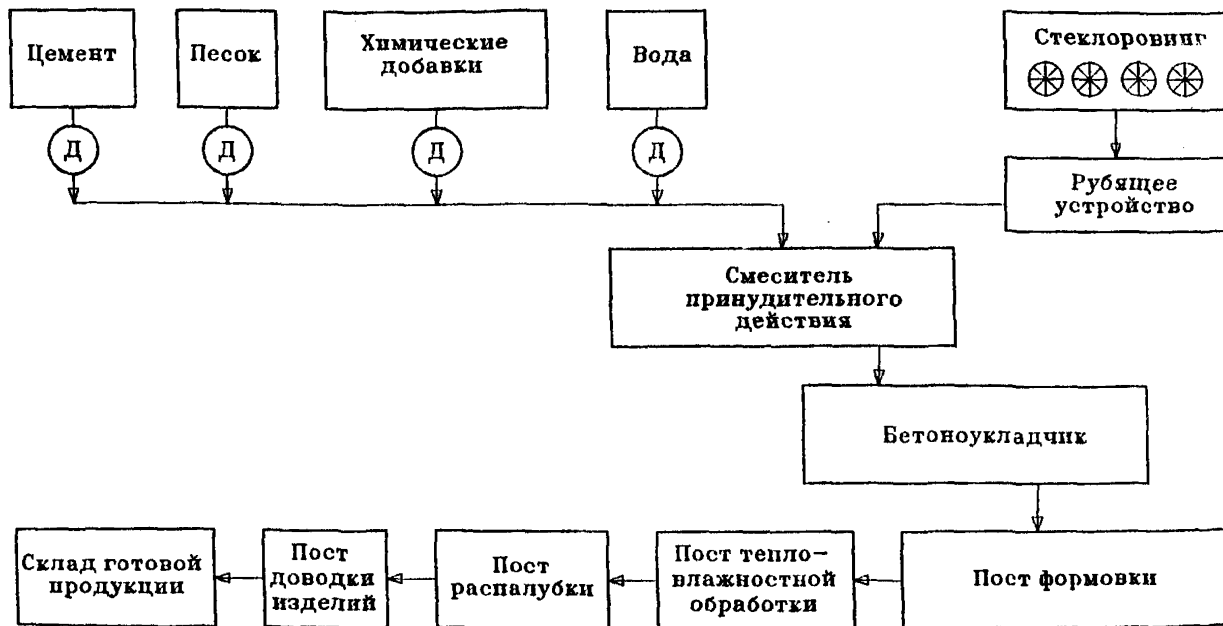 Цемент
Песок
Химические
добавки
Вода
Стеклоровинг
Д
Д
Д
Д
Рубящее
устройство
Смеситель
принудительного
действия
Бетоноукладчик
Склад готовой
продукции
Пост
доводки
изделий
Пост
распалубки
Пост тепло-
влажностной
обработки
Пост формовки